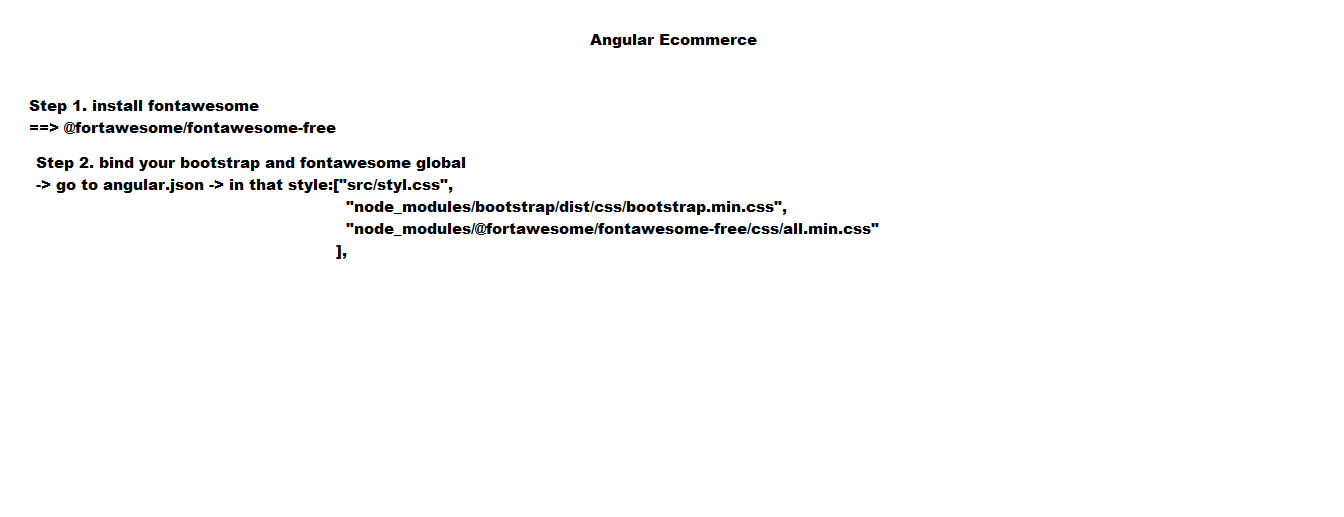 Angular Ecommerce
Step 1. install fontawesome
==> @fortawesome/fontawesome-free
Step 2. bind your bootstrap and fontawesome global
-> go to angular.json -> in that style:["src/styl.css",
"node_modules/bootstrap/dist/css/bootstrap.min.css",
"node_modules/@fortawesome/fontawesome-free/css/all.min.css"
],